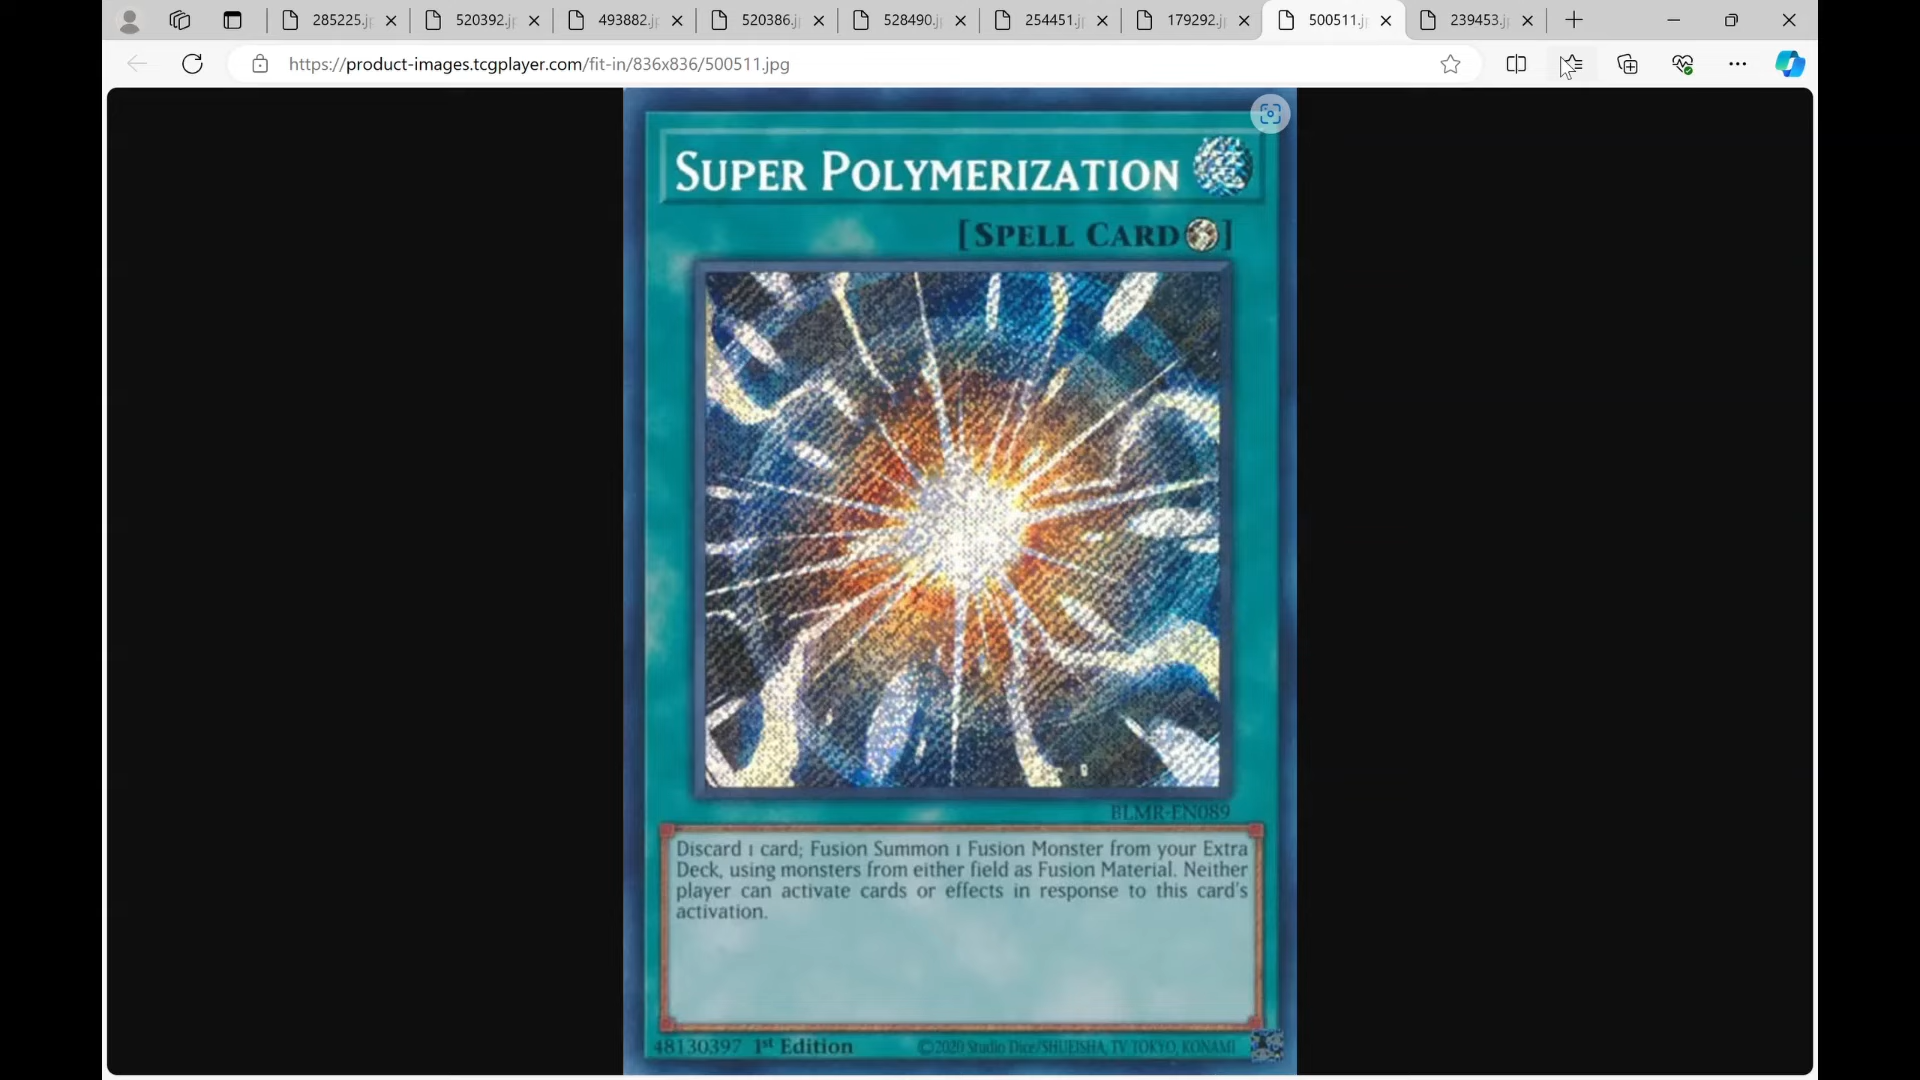 285225.j
520392.j
493882.j
520386.j
528490.j
254451.j
179292.j
500511.j
239453.j
https://product-images.tcgplayer.com/fit-in/836x836/500511.jpg
SUPER POLYMERIZATION
[SPELL CARD]
BLMR-EN089
Discard 1 card; Fusion Summon 1 Fusion Monster from your Extra
Deck, using monsters from either field as Fusion Material. Neither
player can activate cards or effects in response to this card's
activation.
48130397 1st Edition ©2020 Studio Dice/SHUEISHA, TV TOKYO, KONAMI